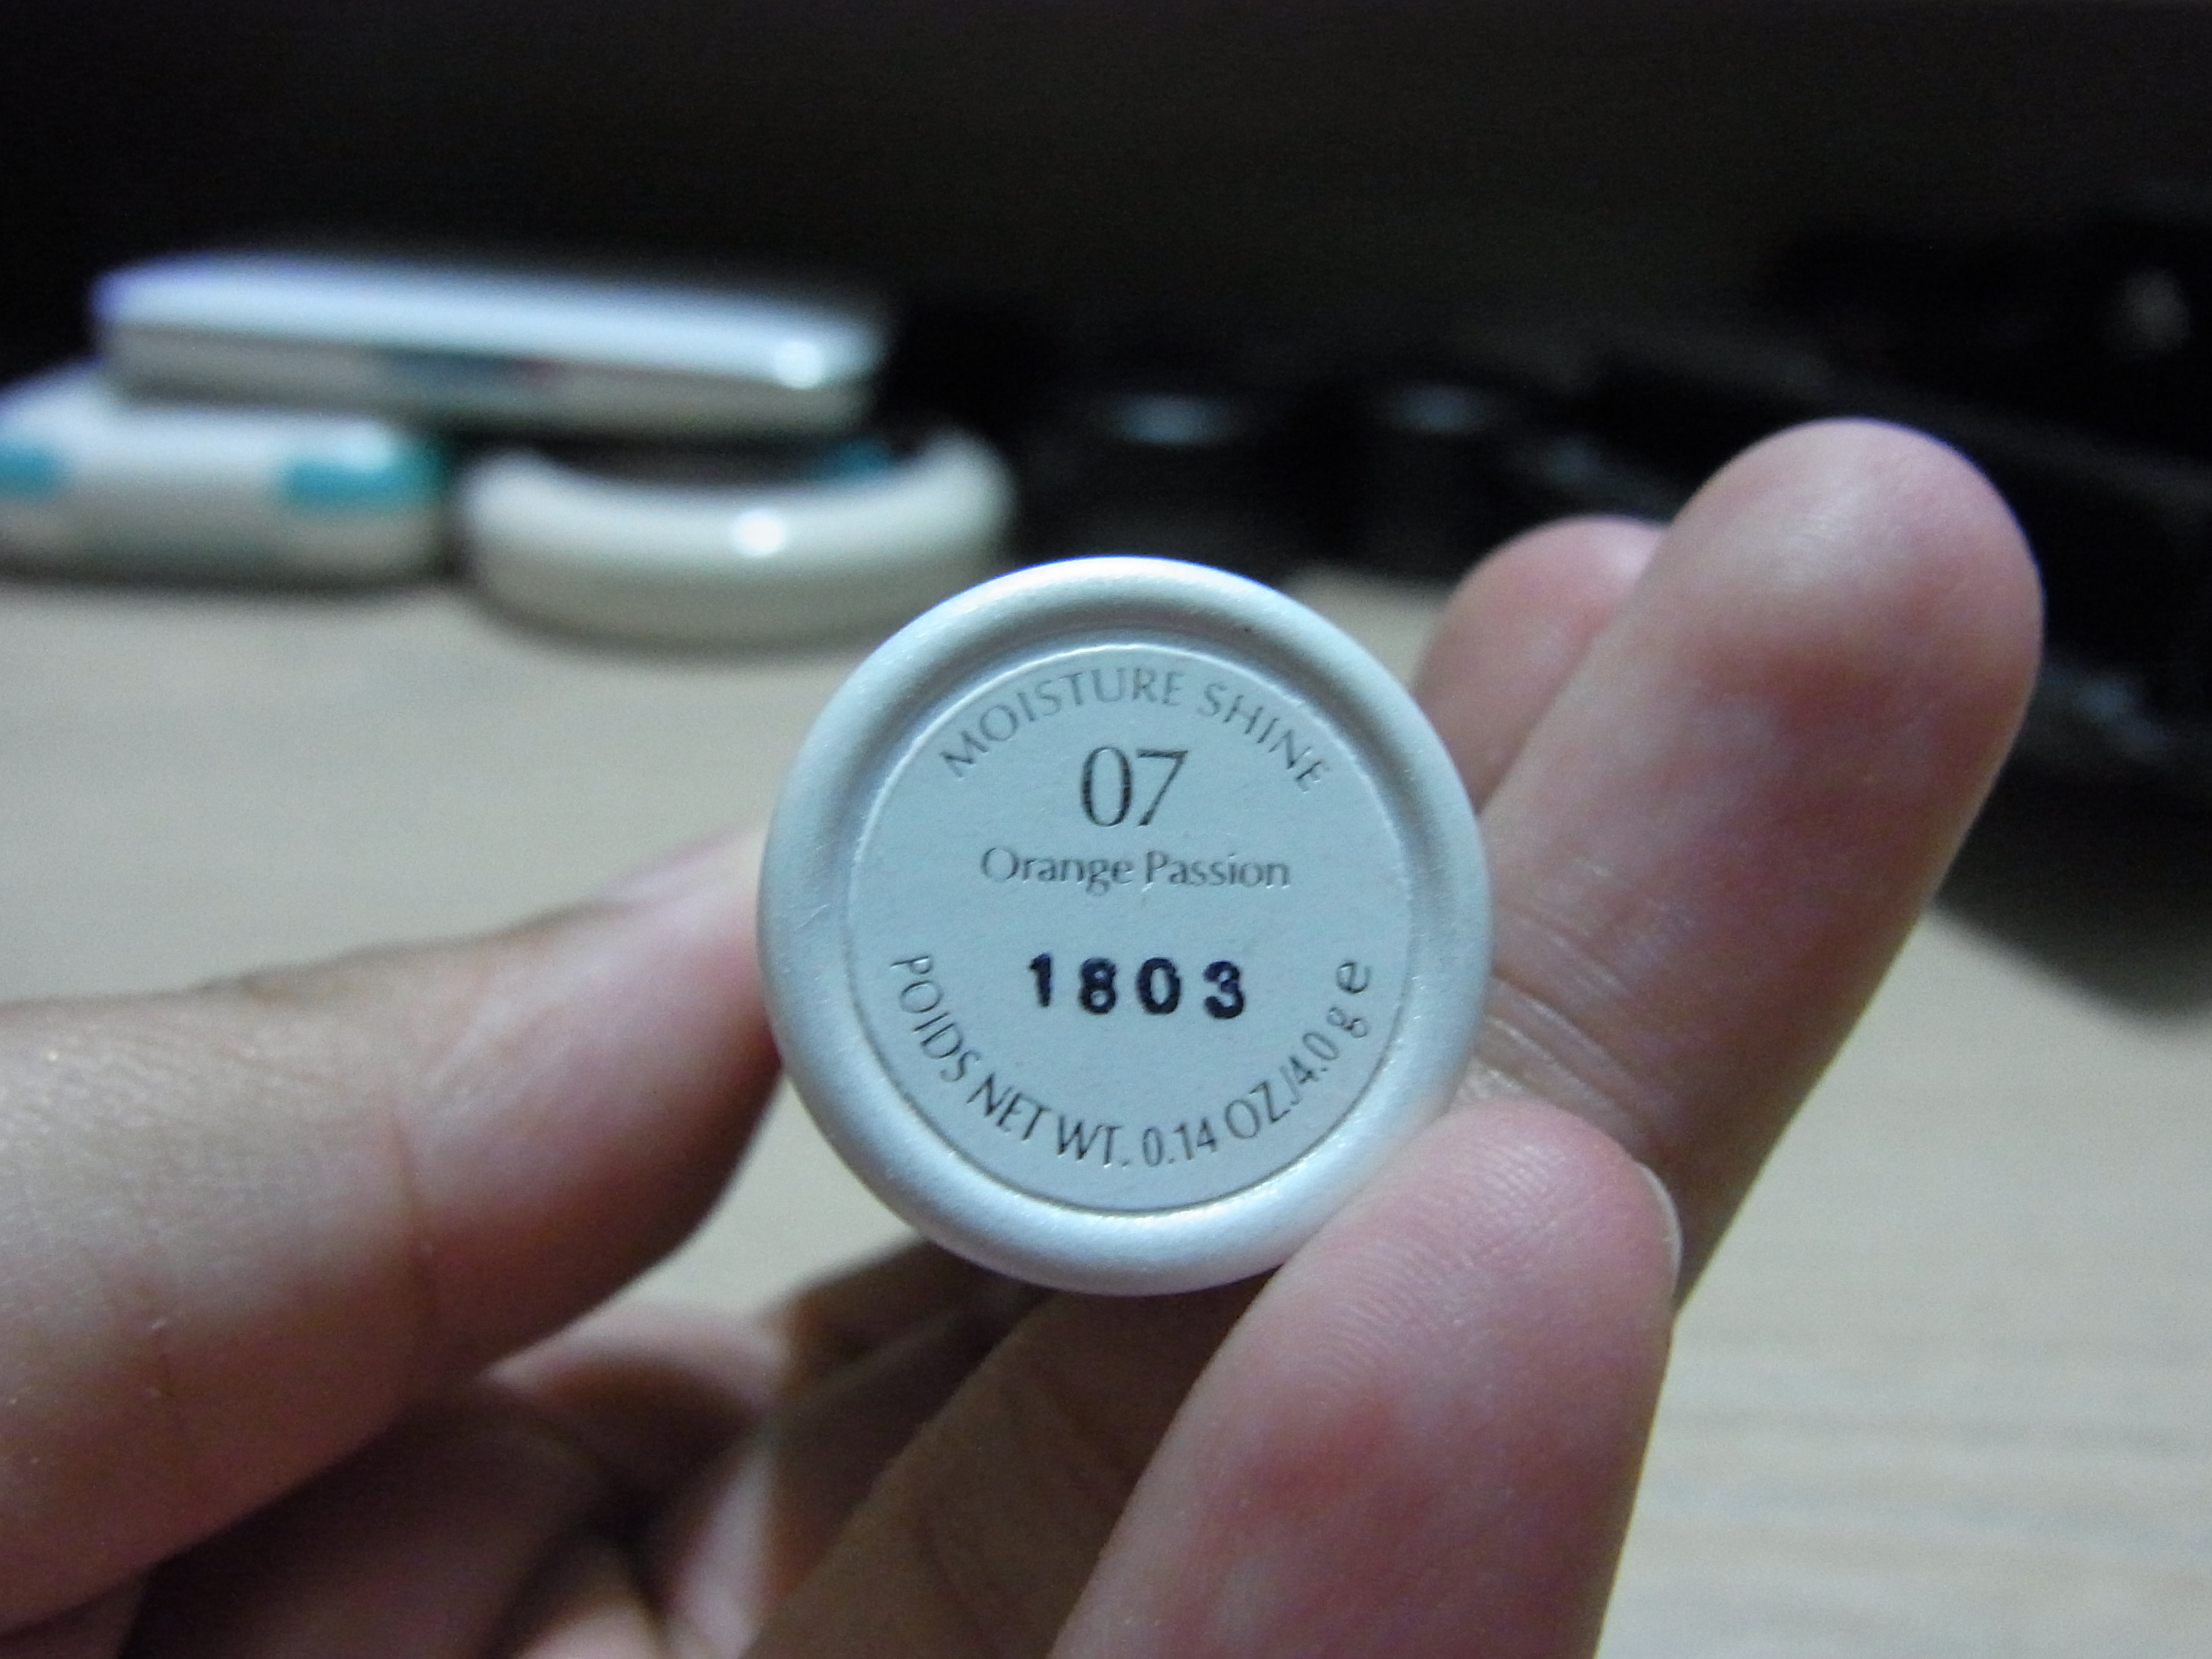 MOISTURE SHINE
07
Orange Passion
1803
POIDS NET WT. 0.14 OZ./4.0 g e